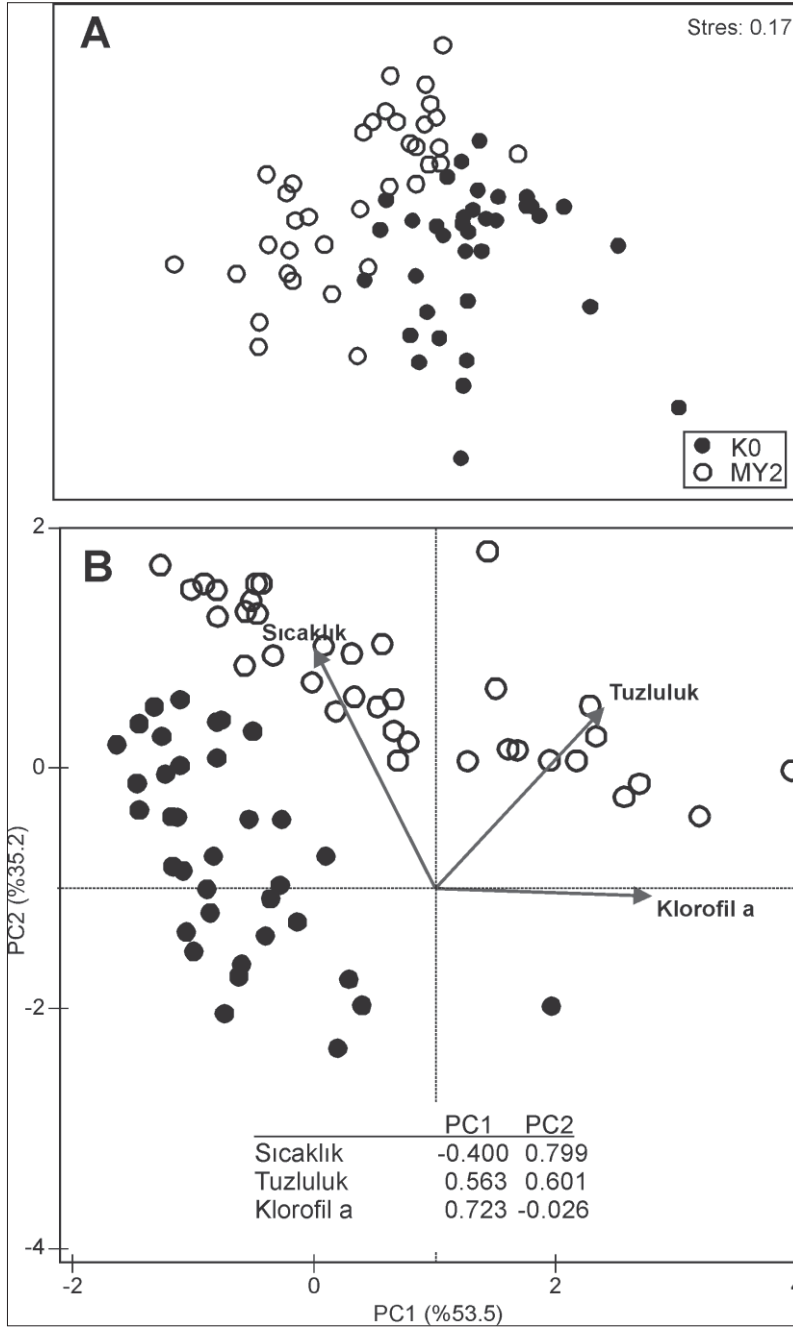 A
Stres: 0.17
K0
MY2
B
2
Sıcaklık
Tuzluluk
0
PC2 (%35.2)
Klorofil a
-2
PC1 PC2
Sıcaklık -0.400 0.799
Tuzluluk 0.563 0.601
Klorofil a 0.723 -0.026
-4
-2 0 2 4
PC1 (%53.5)